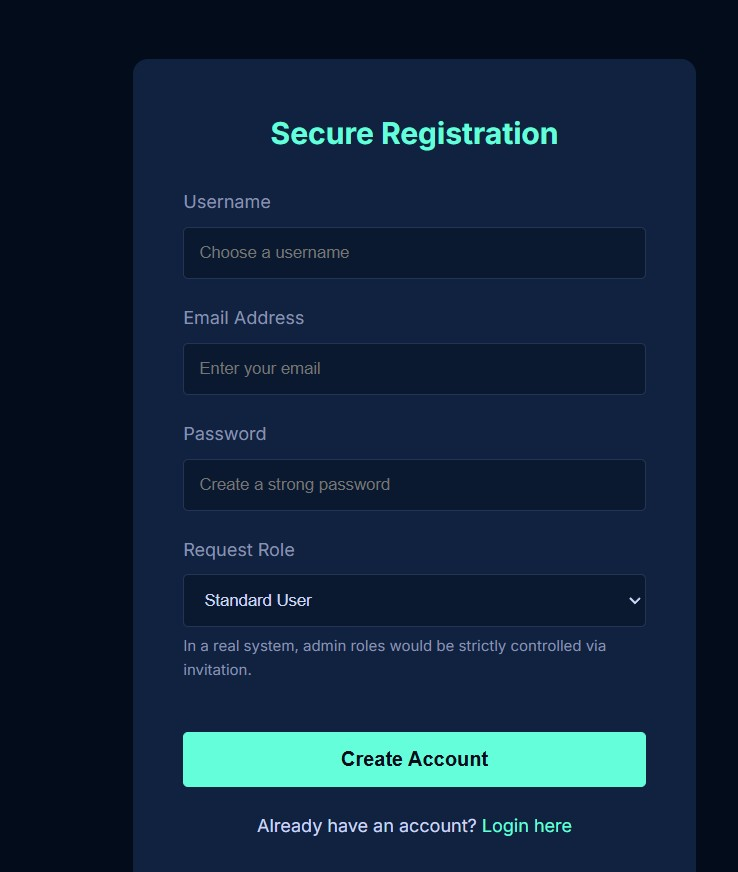 Secure Registration
Username
Choose a username
Email Address
Enter your email
Password
Create a strong password
Request Role
Standard User
In a real system, admin roles would be strictly controlled via
invitation.
Create Account
Already have an account? Login here